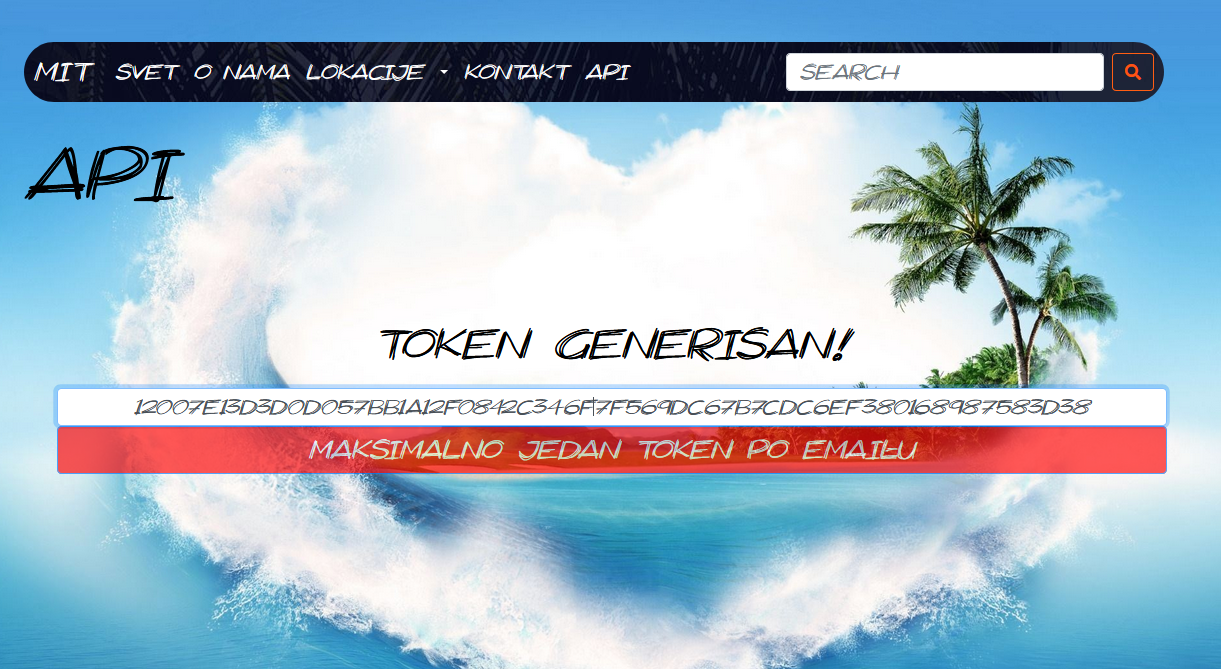 MIT SVET O NAMA LOKACIJE KONTAKT API SEARCH
API
TOKEN GENERISAN!
12007E13D3D0D057BB1A12F0842C346F7F569DC67B7CDC6EF380168987583D38
MAKSIMALNO JEDAN TOKEN PO EMAILU